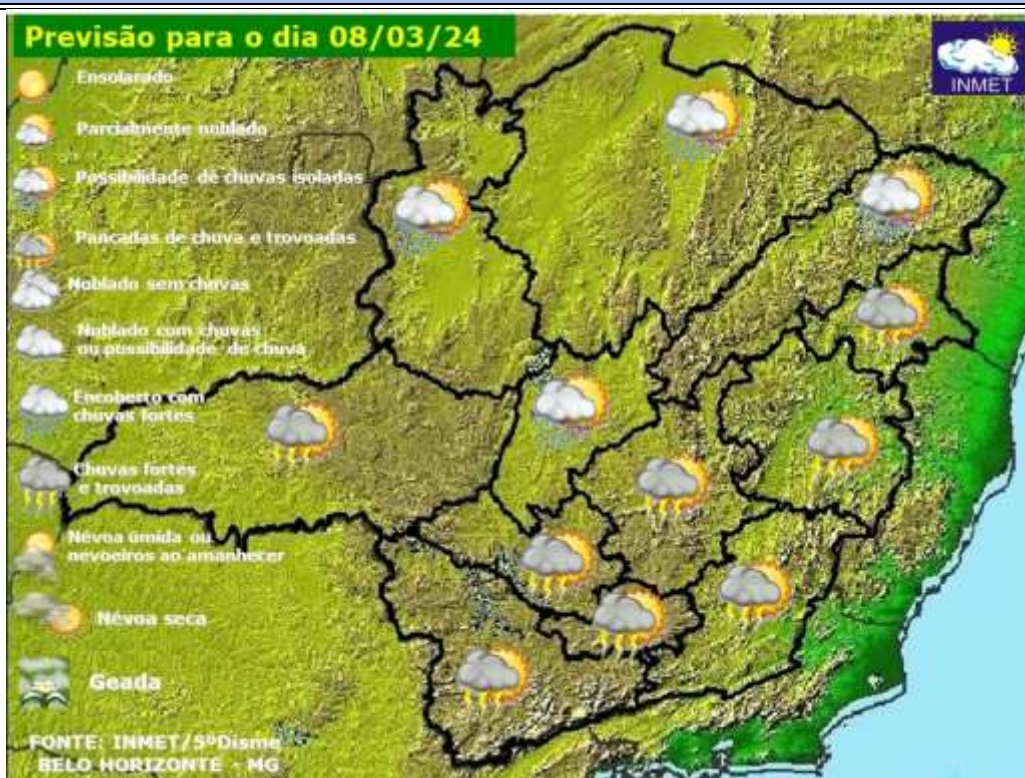 Previsão para o dia 08/03/24
INMET
Ensolarado
Parcialmente nublado
Possibilidade de chuvas isoladas
Pancadas de chuva e trovoadas
Noblado sem chuvas
Nublado com chuvas
ou possibilidade de chuva
Encoberto com
chuvas fortes
Chuvas fortes
e trovoadas
Névoa úmida ou
nevoeiros ao amanhecer
Névoa seca
Geada
FONTE: INMET/5ºDisme
BELO HORIZONTE - MG